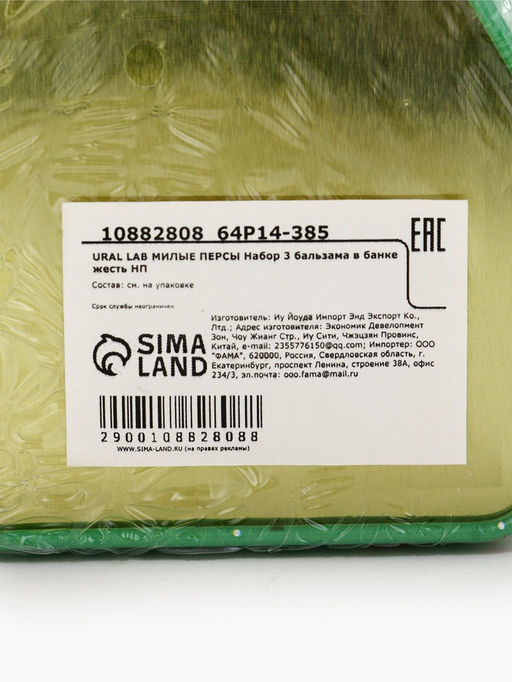 10882808 64P14-385
EAC
URAL LAB МИЛЫЕ ПЕРСЫ Набор 3 бальзама в банке
жесть НП
Состав: см. на упаковке
Срок службы неограничен
Изготовитель: Иу Йоуда Импорт Энд Экспорт Ко.,
Лтд.; Адрес изготовителя: Экономик Девелопмент
Зон, Чоу Жианг Стр., Иу Сити, Чжэцзян Провинс,
Китай, e-mail: 2355776150@qq.com; Импортер: ООО
"ФАМА", 620000, Россия, Свердловская область, г.
Екатеринбург, проспект Ленина, строение 38А, офис
234/3, эл.почта: ooo.fama@mail.ru
SIMA
LAND
2900108828088
WWW.SIMA-LAND.RU (на правах рекламы)